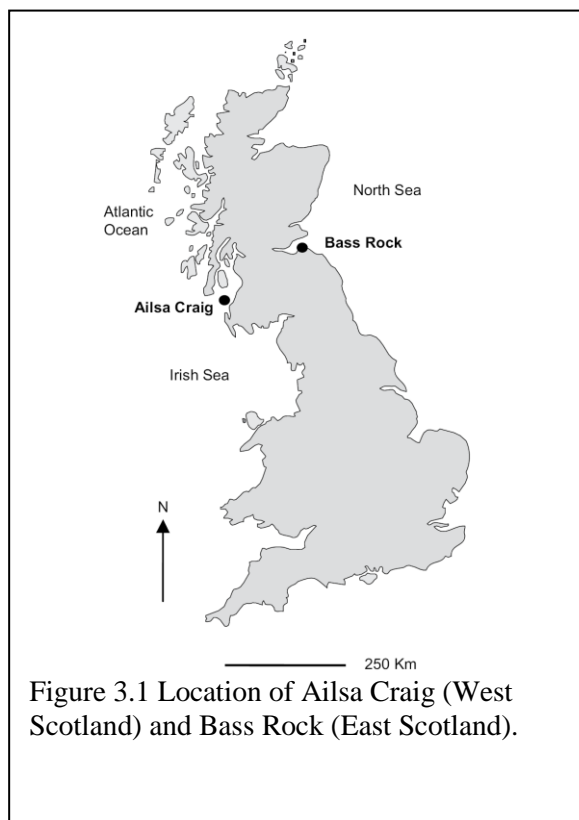 North Sea
Atlantic
Ocean
Bass Rock
Ailsa Craig
Irish Sea
N
250 Km
Figure 3.1 Location of Ailsa Craig (West
Scotland) and Bass Rock (East Scotland).